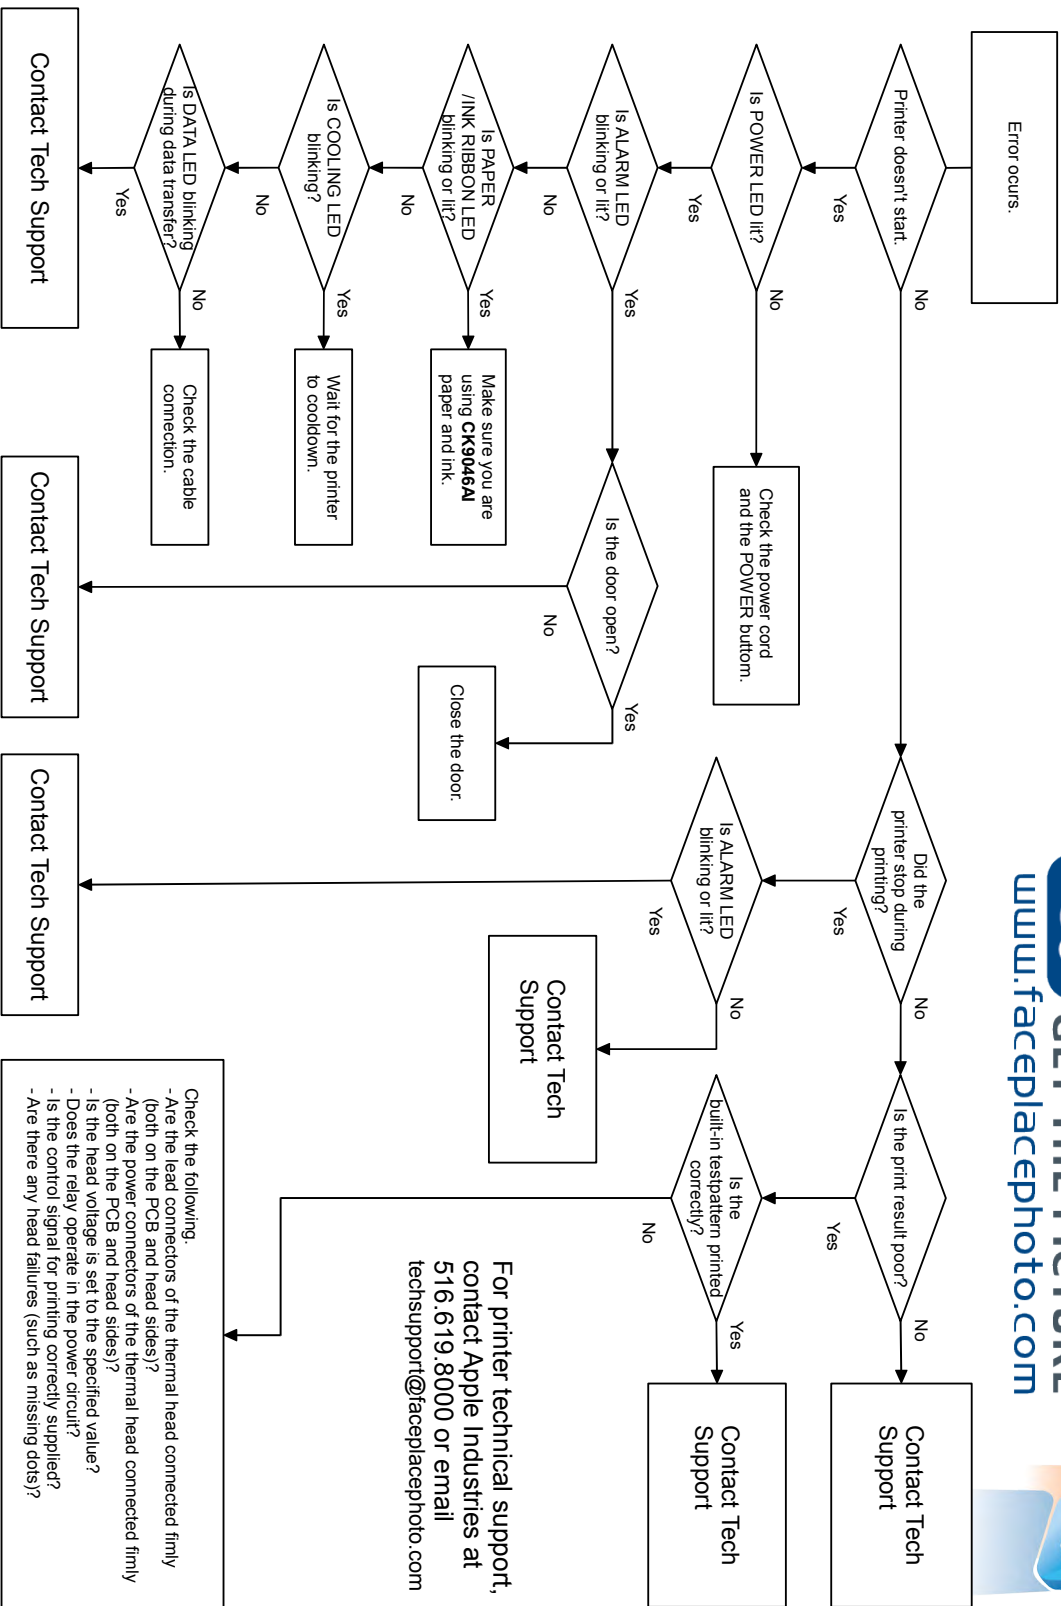 GET THE PICTURE
www.faceplacephoto.com
Error ocurs.
Printer doesn't start.
No
Yes
Did the
printer stop during
printing?
No
Yes
Is the print result poor?
No
Yes
Contact Tech
Support
Is POWER LED lit?
No
Yes
Check the power cord
and the POWER buttom.
Is ALARM LED
blinking or lit?
No
Yes
Contact Tech
Support
Is the
built-in testpattern printed
correctly?
Yes
No
Contact Tech
Support
Is ALARM LED
blinking or lit?
Yes
No
Is the door open?
Yes
No
Close the door.
Is PAPER
/INK RIBBON LED
blinking or lit?
Yes
No
Make sure you are
using CK9046AI
paper and ink.
Is COOLING LED
blinking?
Yes
No
Wait for the printer
to cooldown.
Is DATA LED blinking
during data transfer?
No
Yes
Check the cable
connection.
For printer technical support,
contact Apple Industries at
516.619.8000 or email
techsupport@faceplacephoto.com
Contact Tech Support
Contact Tech Support
Contact Tech Support
Check the following.
- Are the lead connectors of the thermal head connected fimly
(both on the PCB and head sides)?
- Are the power connectors of the thermal head connected fimly
(both on the PCB and head sides)?
- Is the head voltage is set to the specified value?
- Does the relay operate in the power circuit?
- Is the control signal for printing correctly supplied?
- Are there any head failures (such as missing dots)?